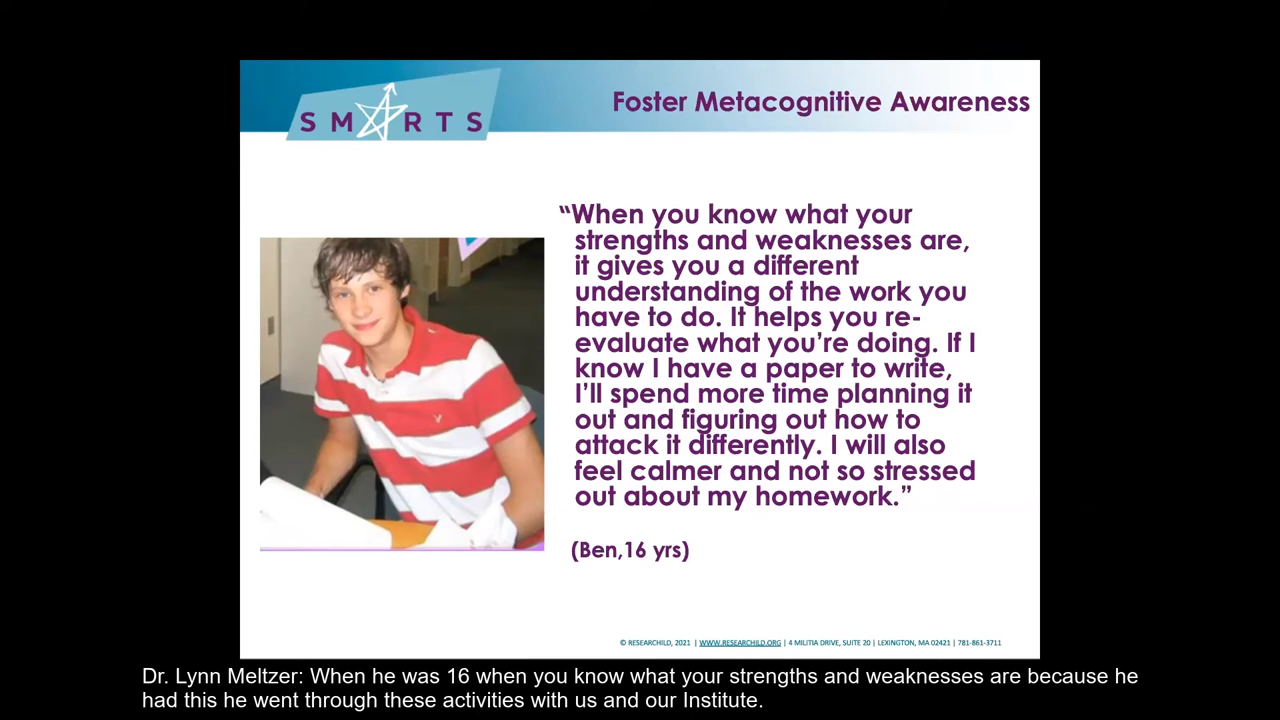 SMARTS
Foster Metacognitive Awareness
“When you know what your
strengths and weaknesses are,
it gives you a different
understanding of the work you
have to do. It helps you re-
evaluate what you’re doing. If I
know I have a paper to write,
I’ll spend more time planning it
out and figuring out how to
attack it differently. I will also
feel calmer and not so stressed
out about my homework.”
(Ben,16 yrs)
© RESEARCHILD, 2021 | WWW.RESEARCHILD.ORG | 4 MILITIA DRIVE, SUITE 20 | LEXINGTON, MA 02421 | 781-861-3711
Dr. Lynn Meltzer: When he was 16 when you know what your strengths and weaknesses are because he
had this he went through these activities with us and our Institute.